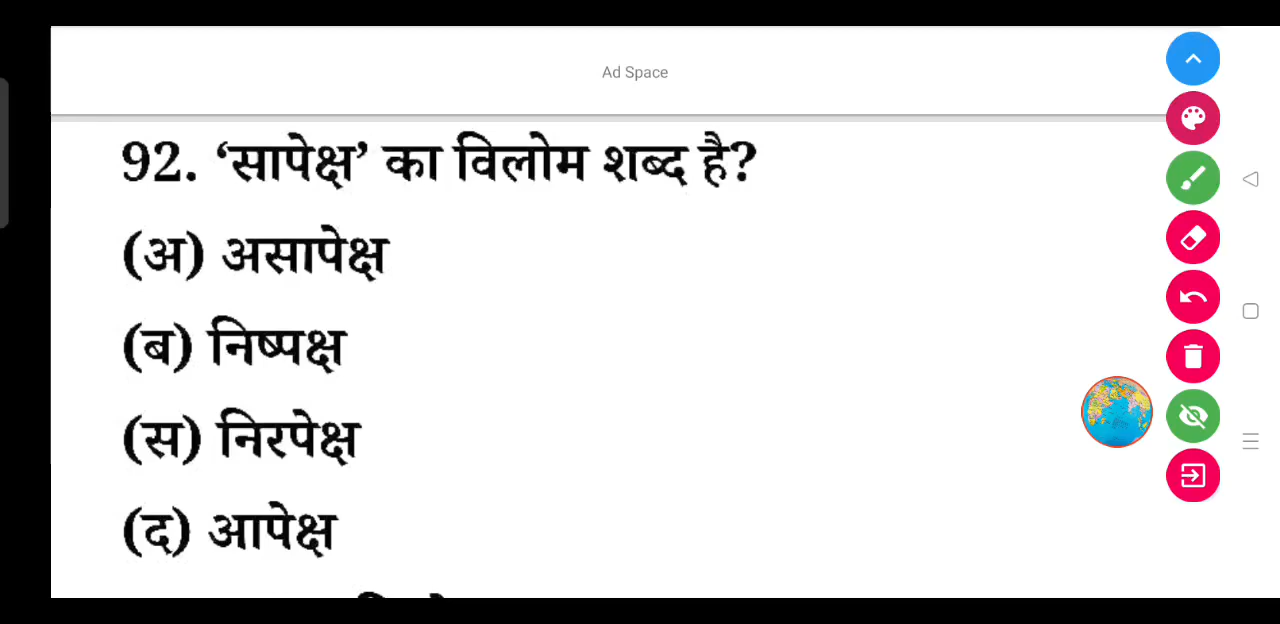 Ad Space
92. ‘सापेक्ष’ का विलोम शब्द है?
(अ) असापेक्ष
(ब) निष्पक्ष
(स) निरपेक्ष
(द) आपेक्ष